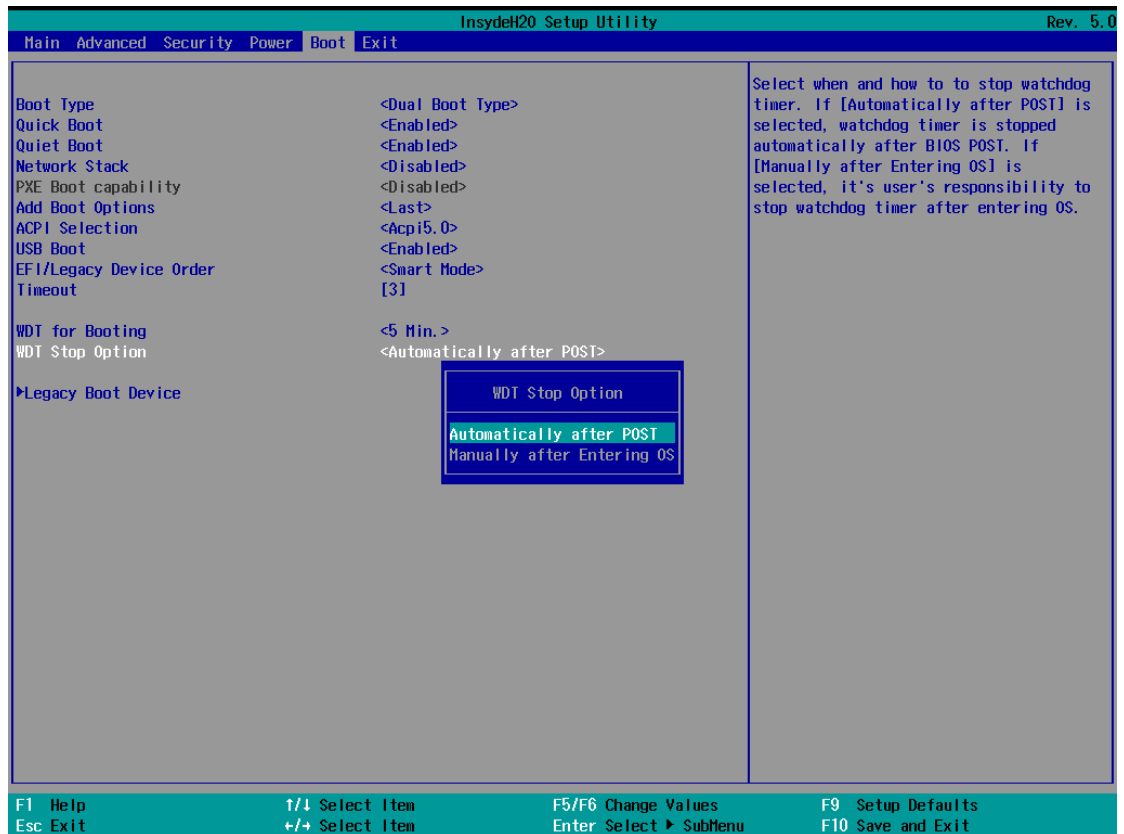 InsydeH20 Setup Utility Rev. 5.0
Main Advanced Security Power Boot Exit
Boot Type <Dual Boot Type>
Quick Boot <Enabled>
Quiet Boot <Enabled>
Network Stack <Disabled>
PXE Boot capability <Disabled>
Add Boot Options <Last>
ACPI Selection <Acpi5.0>
USB Boot <Enabled>
EFI/Legacy Device Order <Smart Mode>
Timeout [3]
WDT for Booting <5 Min.>
WDT Stop Option <Automatically after POST>
▶Legacy Boot Device
WDT Stop Option
Automatically after POST
Manually after Entering OS
Select when and how to to stop watchdog
timer. If [Automatically after POST] is
selected, watchdog timer is stopped
automatically after BIOS POST. If
[Manually after Entering OS] is
selected, it's user's responsibility to
stop watchdog timer after entering OS.
F1 Help ↑/↓ Select Item F5/F6 Change Values F9 Setup Defaults
Esc Exit ←/→ Select Item Enter Select ▶ SubMenu F10 Save and Exit